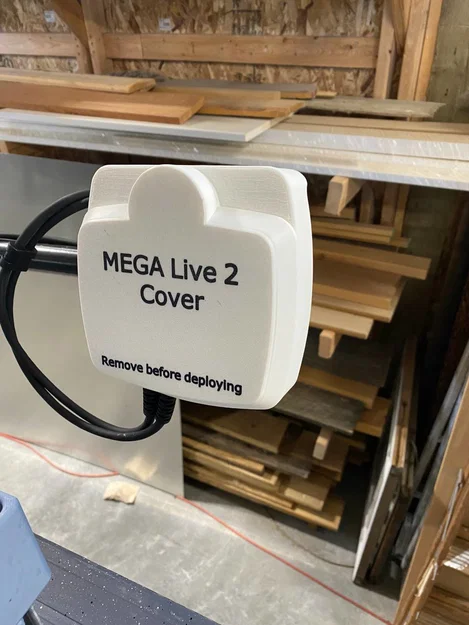 MEGA Live 2
Cover
Remove before deploying